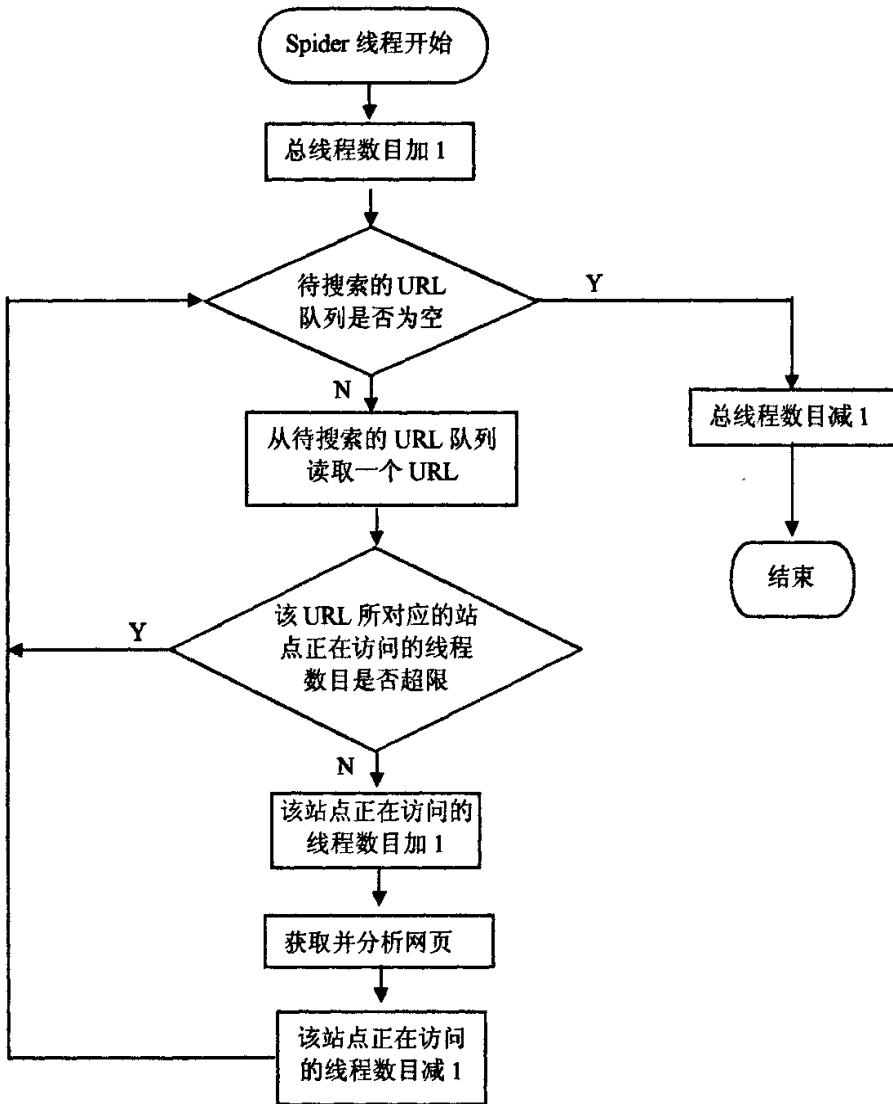 Spider 线程开始
总线程数目加 1
待搜索的 URL
队列是否为空
Y
N
总线程数目减 1
从待搜索的 URL 队列
读取一个 URL
结束
该 URL 所对应的站
点正在访问的线程
数目是否超限
Y
N
该站点正在访问的
线程数目加 1
获取并分析网页
该站点正在访问
的线程数目减 1